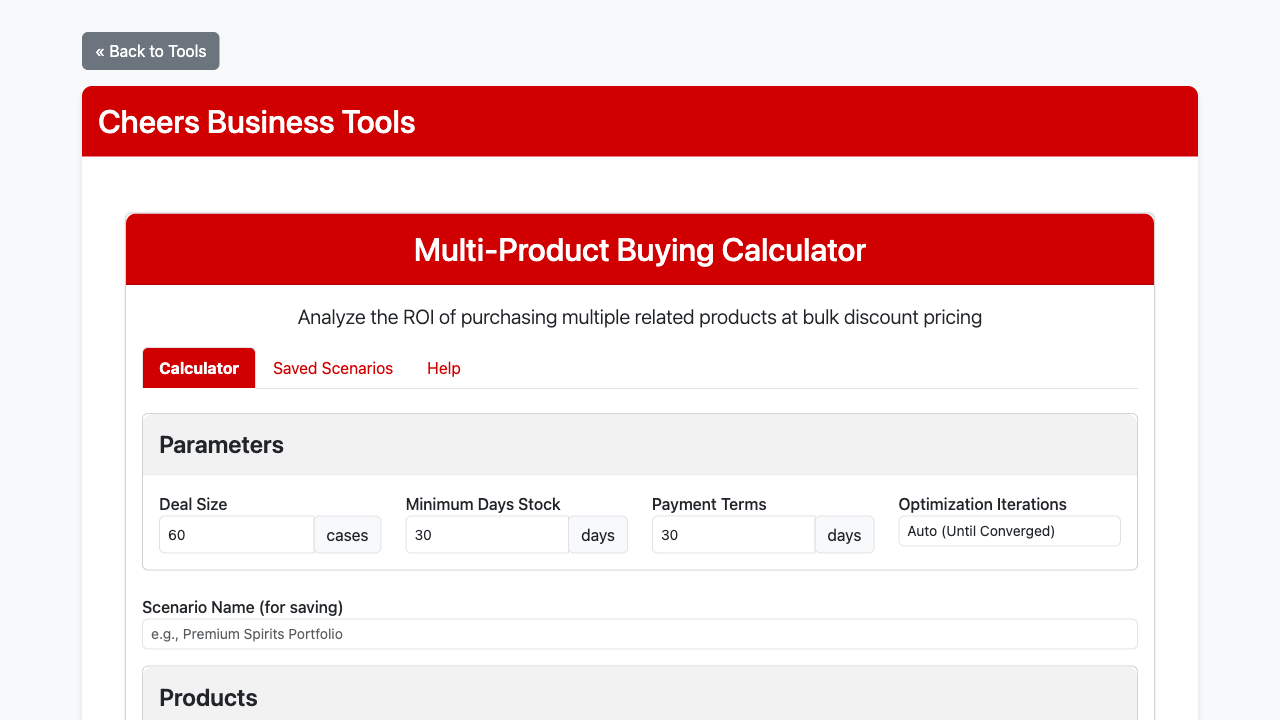 « Back to Tools
Cheers Business Tools
Multi-Product Buying Calculator
Analyze the ROI of purchasing multiple related products at bulk discount pricing
Calculator Saved Scenarios Help
Parameters
Deal Size Minimum Days Stock Payment Terms Optimization Iterations
60 cases 30 days 30 days Auto (Until Converged)
Scenario Name (for saving)
e.g., Premium Spirits Portfolio
Products